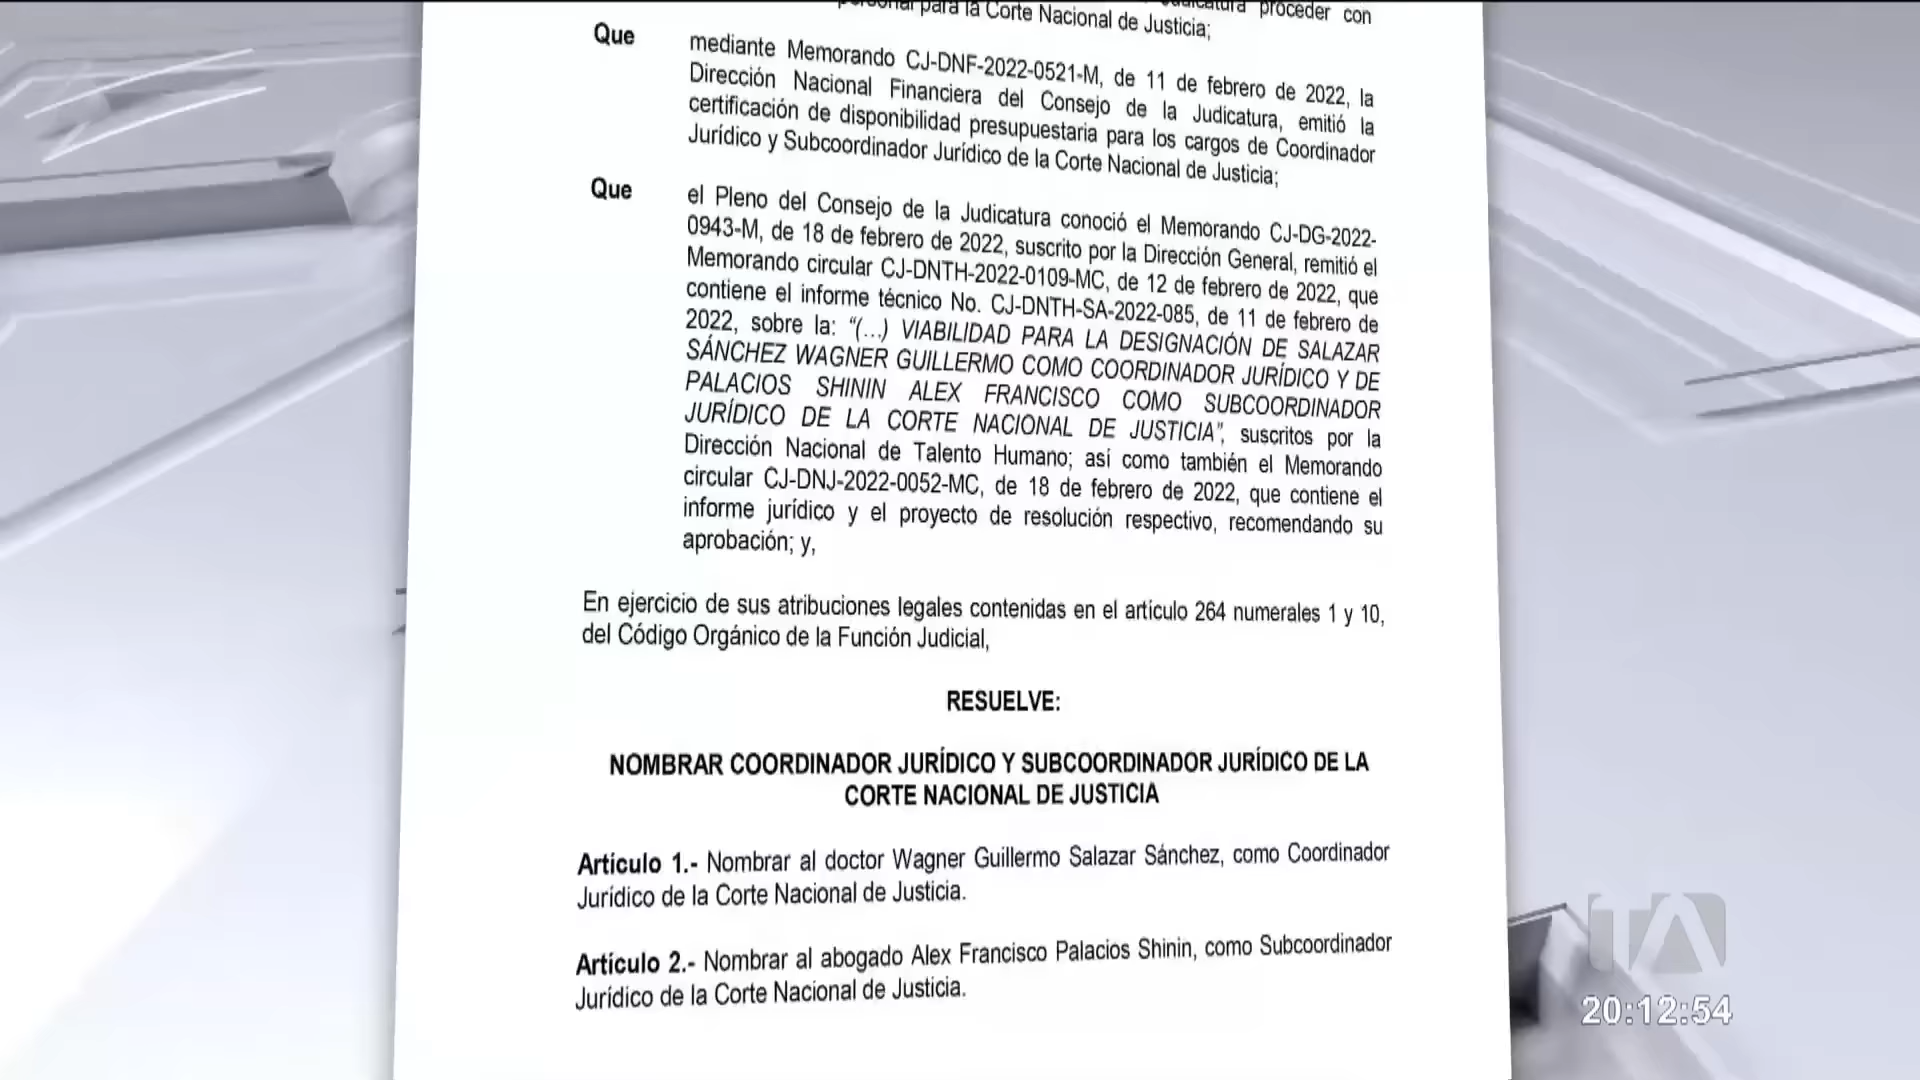 proceder con
para la Corte Nacional de Justicia;
Que mediante Memorando CJ-DNF-2022-0521-M, de 11 de febrero de 2022, la
Dirección Nacional Financiera del Consejo de la Judicatura, emitió la
certificación de disponibilidad presupuestaria para los cargos de Coordinador
Jurídico y Subcoordinador Jurídico de la Corte Nacional de Justicia;
Que el Pleno del Consejo de la Judicatura conoció el Memorando CJ-DG-2022-
0943-M, de 18 de febrero de 2022, suscrito por la Dirección General, remitió el
Memorando circular CJ-DNTH-2022-0109-MC, de 12 de febrero de 2022, que
contiene el informe técnico No. CJ-DNTH-SA-2022-085, de 11 de febrero de
2022, sobre la: “(...) VIABILIDAD PARA LA DESIGNACIÓN DE SALAZAR
SÁNCHEZ WAGNER GUILLERMO COMO COORDINADOR JURÍDICO Y DE
PALACIOS SHININ ALEX FRANCISCO COMO SUBCOORDINADOR
JURÍDICO DE LA CORTE NACIONAL DE JUSTICIA”, suscritos por la
Dirección Nacional de Talento Humano; así como también el Memorando
circular CJ-DNJ-2022-0052-MC, de 18 de febrero de 2022, que contiene el
informe jurídico y el proyecto de resolución respectivo, recomendando su
aprobación; y,
En ejercicio de sus atribuciones legales contenidas en el artículo 264 numerales 1 y 10,
del Código Orgánico de la Función Judicial,
RESUELVE:
NOMBRAR COORDINADOR JURÍDICO Y SUBCOORDINADOR JURÍDICO DE LA
CORTE NACIONAL DE JUSTICIA
Artículo 1.- Nombrar al doctor Wagner Guillermo Salazar Sánchez, como Coordinador
Jurídico de la Corte Nacional de Justicia.
Artículo 2.- Nombrar al abogado Alex Francisco Palacios Shinin, como Subcoordinador
Jurídico de la Corte Nacional de Justicia.
TA
20:12:54